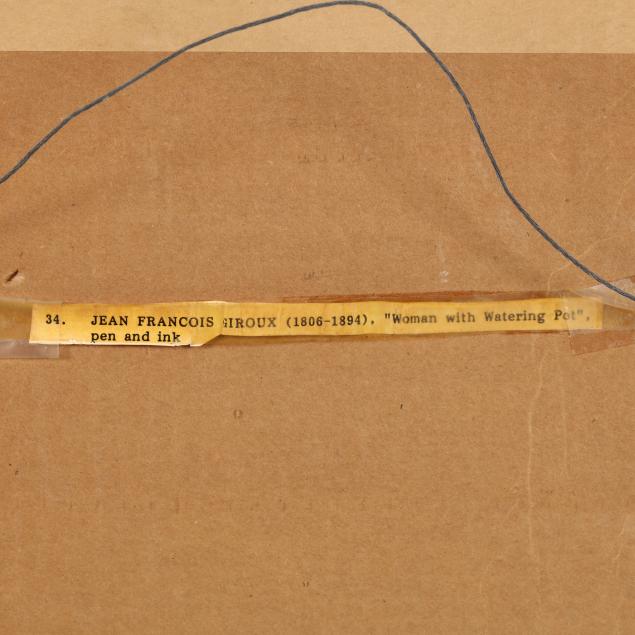 34. JEAN FRANCOIS GIROUX (1806-1894), "Woman with Watering Pot",
pen and ink